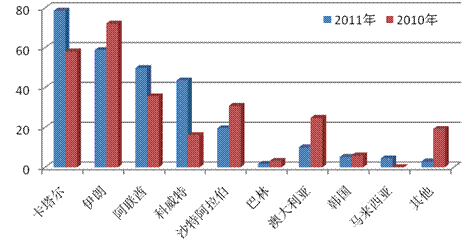 80
60
40
20
0
2011年
2010年
卡塔尔
伊朗
阿联酋
科威特
沙特阿拉伯
巴林
澳大利亚
韩国
马来西亚
其他